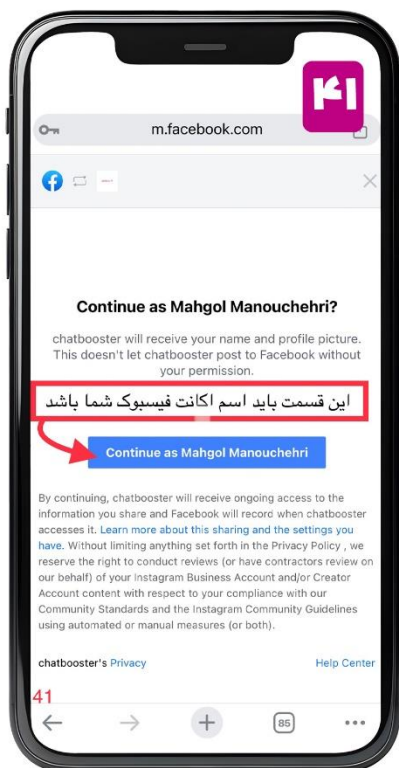 ۴۱
m.facebook.com
Continue as Mahgol Manouchehri?
chatbooster will receive your name and profile picture.
This doesn't let chatbooster post to Facebook without
your permission.
این قسمت باید اسم اکانت فیسبوک شما باشد
Continue as Mahgol Manouchehri
By continuing, chatbooster will receive ongoing access to the
information you share and Facebook will record when chatbooster
accesses it. Learn more about this sharing and the settings you
have. Without limiting anything set forth in the Privacy Policy , we
reserve the right to conduct reviews (or have contractors review on
our behalf) of your Instagram Business Account and/or Creator
Account content with respect to your compliance with our
Community Standards and the Instagram Community Guidelines
using automated or manual measures (or both).
chatbooster's Privacy Help Center
41
85